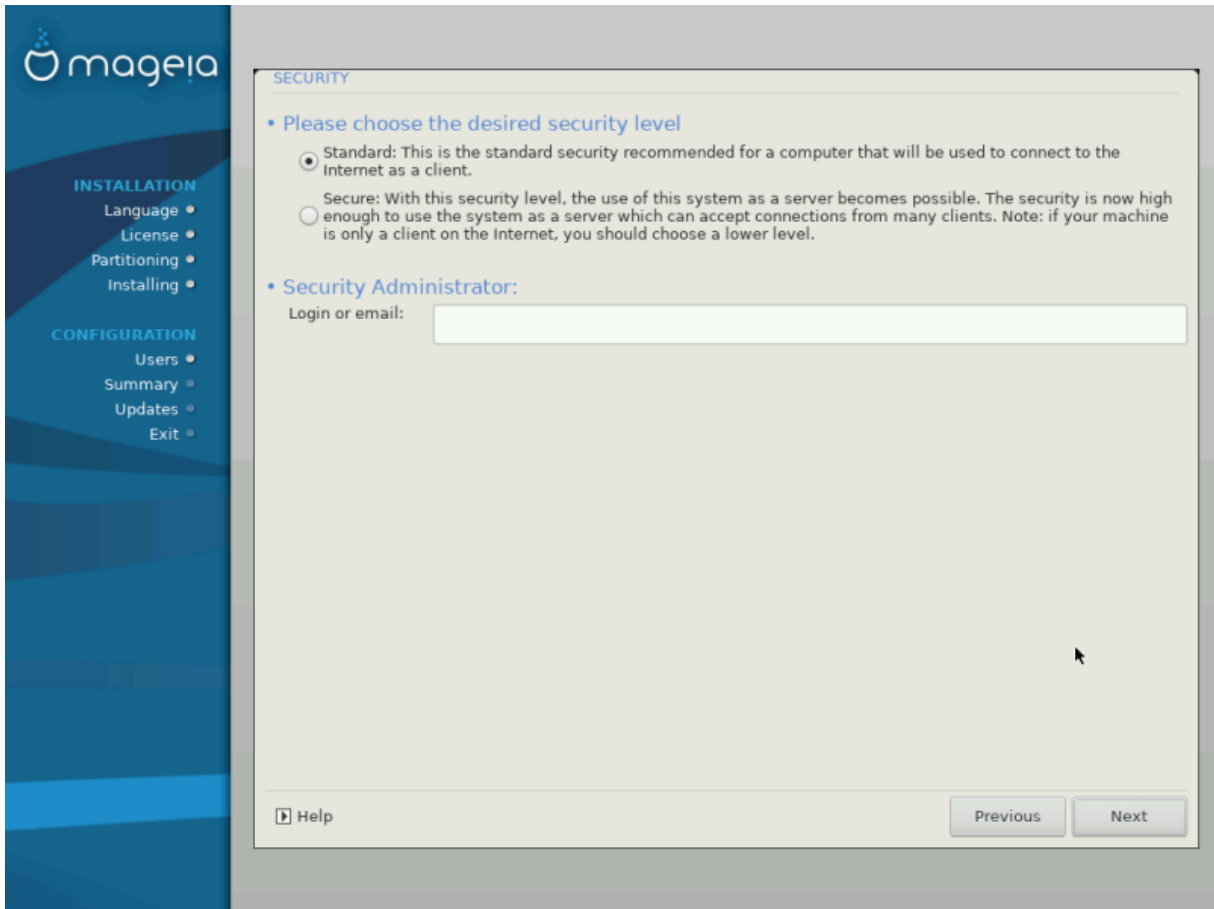 mageia
INSTALLATION
Language
License
Partitioning
Installing
CONFIGURATION
Users
Summary
Updates
Exit
SECURITY
• Please choose the desired security level
Standard: This is the standard security recommended for a computer that will be used to connect to the
Internet as a client.
Secure: With this security level, the use of this system as a server becomes possible. The security is now high
enough to use the system as a server which can accept connections from many clients. Note: if your machine
is only a client on the Internet, you should choose a lower level.
• Security Administrator:
Login or email:
Help
Previous
Next